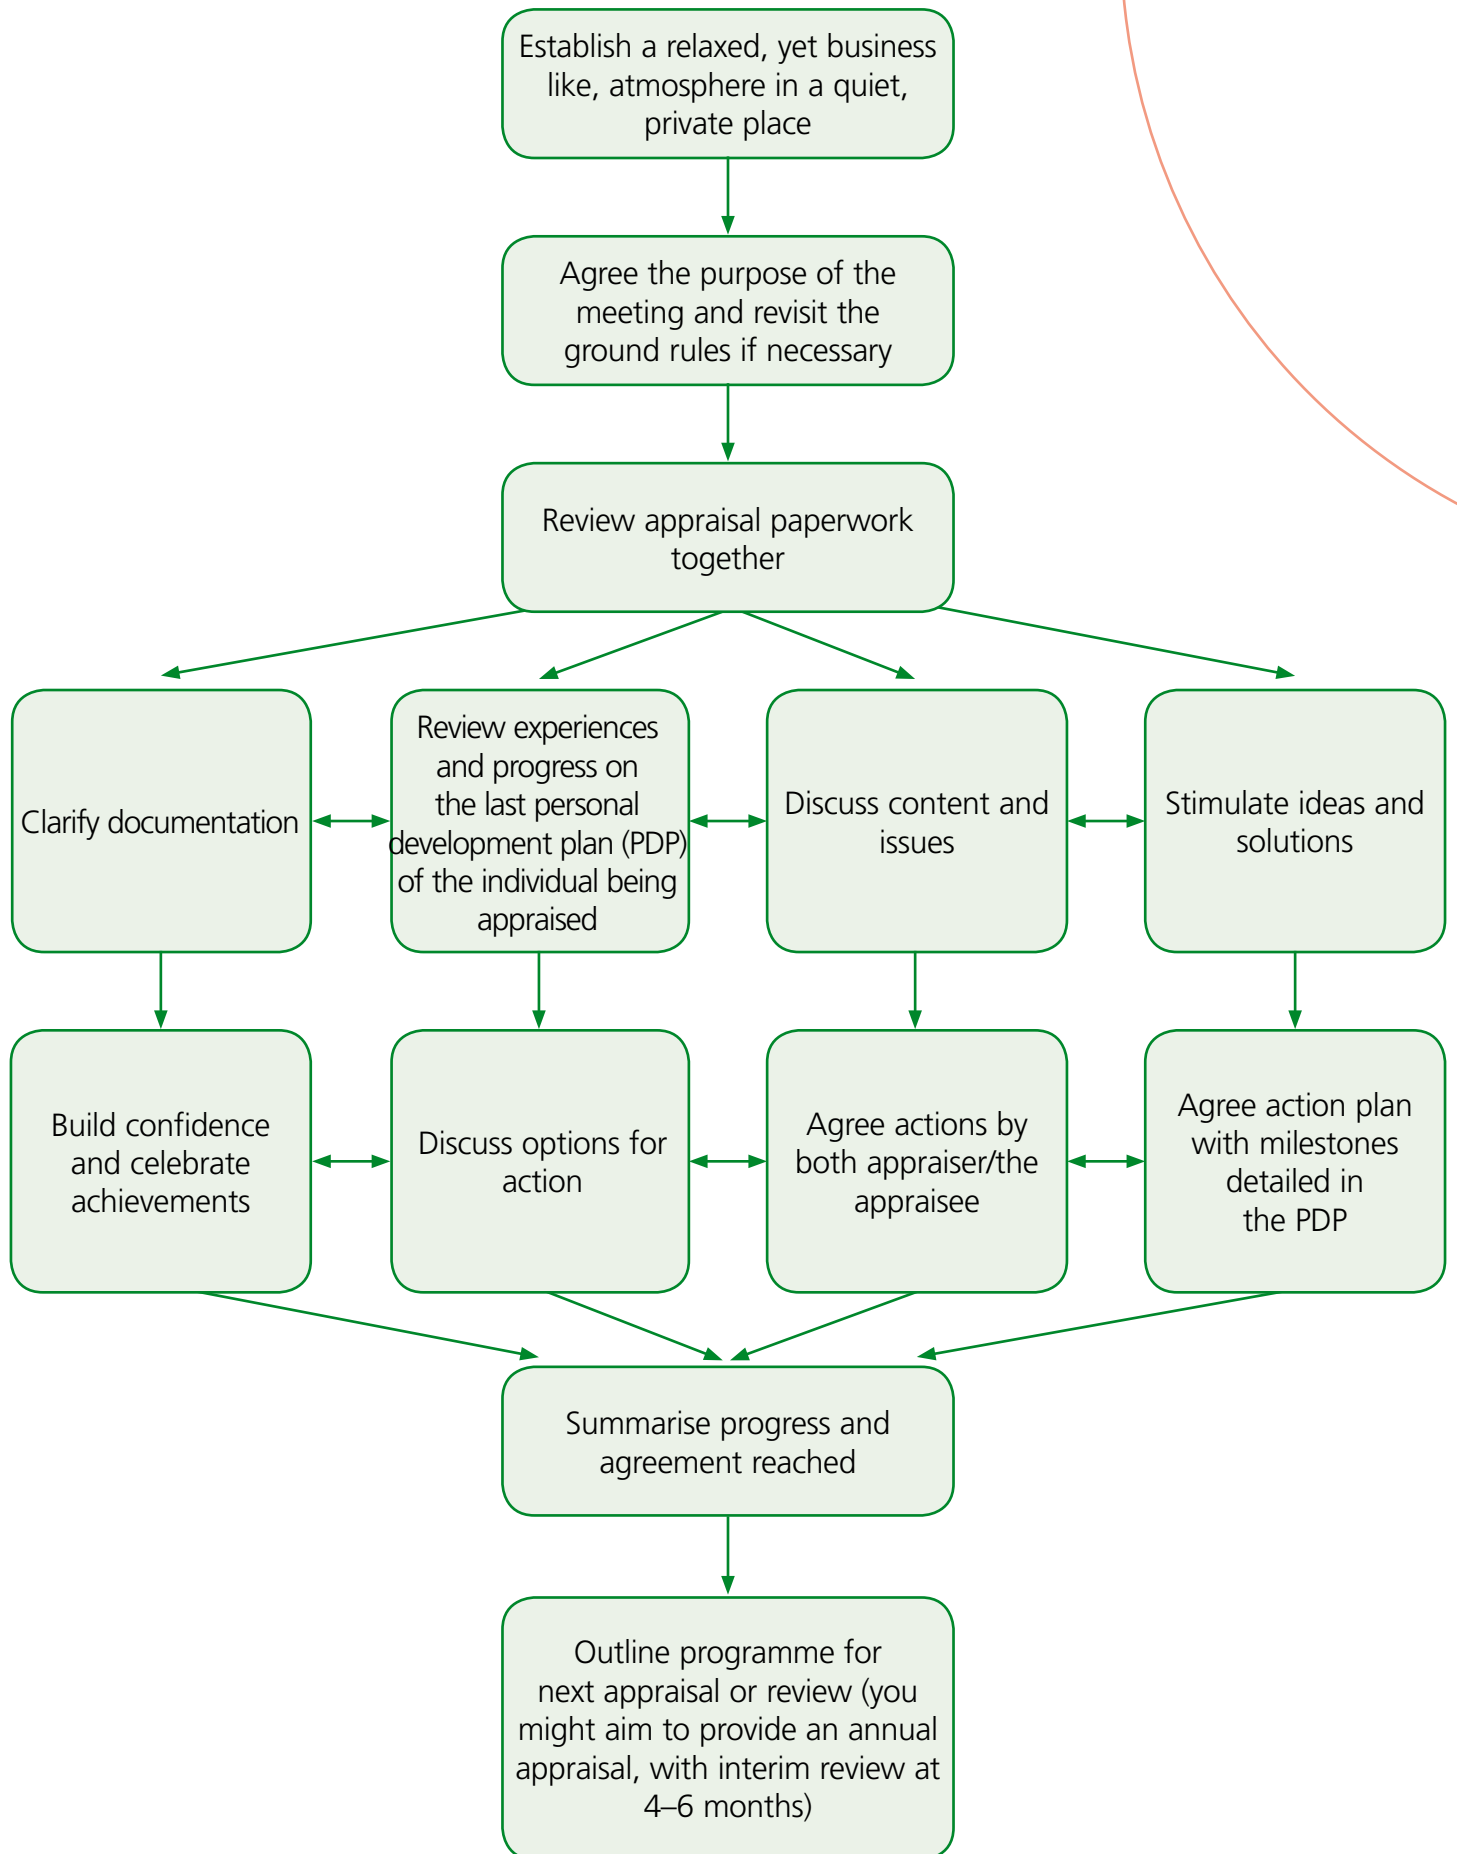 Establish a relaxed, yet business
like, atmosphere in a quiet,
private place
Agree the purpose of the
meeting and revisit the
ground rules if necessary
Review appraisal paperwork
together
Clarify documentation
Review experiences
and progress on
the last personal
development plan (PDP)
of the individual being
appraised
Discuss content and
issues
Stimulate ideas and
solutions
Build confidence
and celebrate
achievements
Discuss options for
action
Agree actions by
both appraiser/the
appraisee
Agree action plan
with milestones
detailed in
the PDP
Summarise progress and
agreement reached
Outline programme for
next appraisal or review (you
might aim to provide an annual
appraisal, with interim review at
4–6 months)